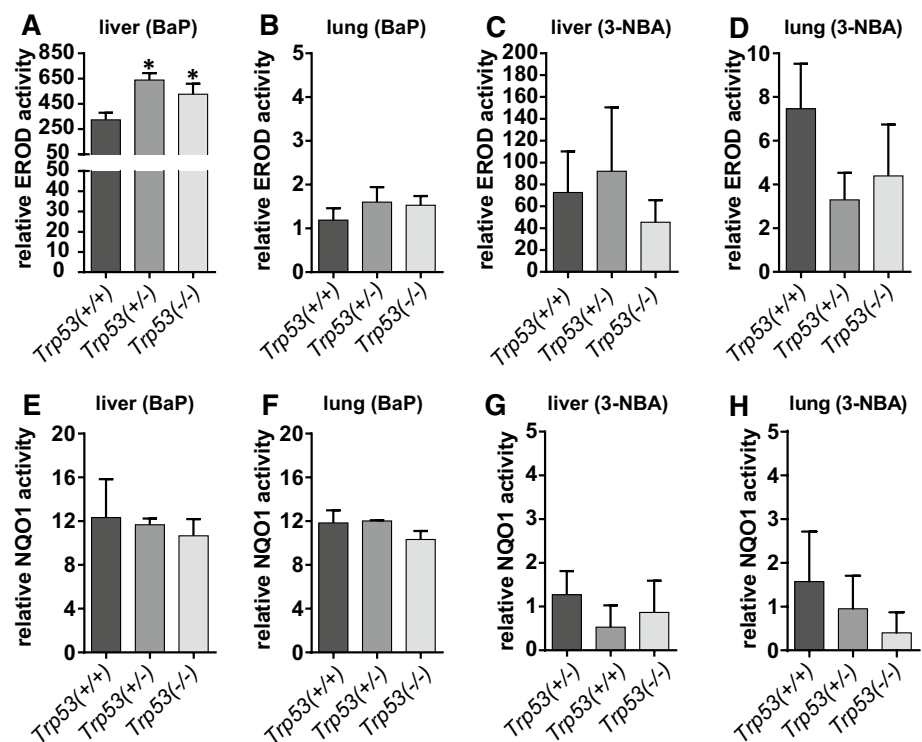 A liver (BaP)
relative EROD activity
850
650
450
250
50
50
40
30
20
10
0
* *
Trp53(+/+)
Trp53(+/-)
Trp53(-/-)
B lung (BaP)
relative EROD activity
5
4
3
2
1
0
Trp53(+/+)
Trp53(+/-)
Trp53(-/-)
C liver (3-NBA)
relative EROD activity
200
180
160
140
120
100
80
60
40
20
0
Trp53(+/+)
Trp53(+/-)
Trp53(-/-)
D lung (3-NBA)
relative EROD activity
10
8
6
4
2
0
Trp53(+/+)
Trp53(+/-)
Trp53(-/-)
E liver (BaP)
relative NQO1 activity
20
16
12
8
4
0
Trp53(+/+)
Trp53(+/-)
Trp53(-/-)
F lung (BaP)
relative NQO1 activity
20
16
12
8
4
0
Trp53(+/+)
Trp53(+/-)
Trp53(-/-)
G liver (3-NBA)
relative NQO1 activity
5
4
3
2
1
0
Trp53(+/-)
Trp53(+/+)
Trp53(-/-)
H lung (3-NBA)
relative NQO1 activity
5
4
3
2
1
0
Trp53(+/+)
Trp53(+/-)
Trp53(-/-)